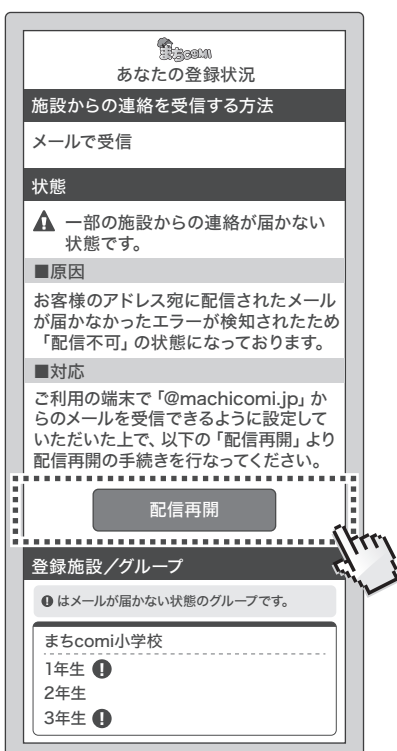 まちcomi
あなたの登録状況
施設からの連絡を受信する方法
メールで受信
状態
一部の施設からの連絡が届かない
状態です。
■原因
お客様のアドレス宛に配信されたメール
が届かなかったエラーが検知されたため
「配信不可」の状態になっております。
■対応
ご利用の端末で「@machicomi.jp」か
らのメールを受信できるように設定して
いただいた上で、以下の「配信再開」より
配信再開の手続きを行なってください。
配信再開
登録施設/グループ
! はメールが届かない状態のグループです。
まちcomi小学校
1年生 !
2年生
3年生 !